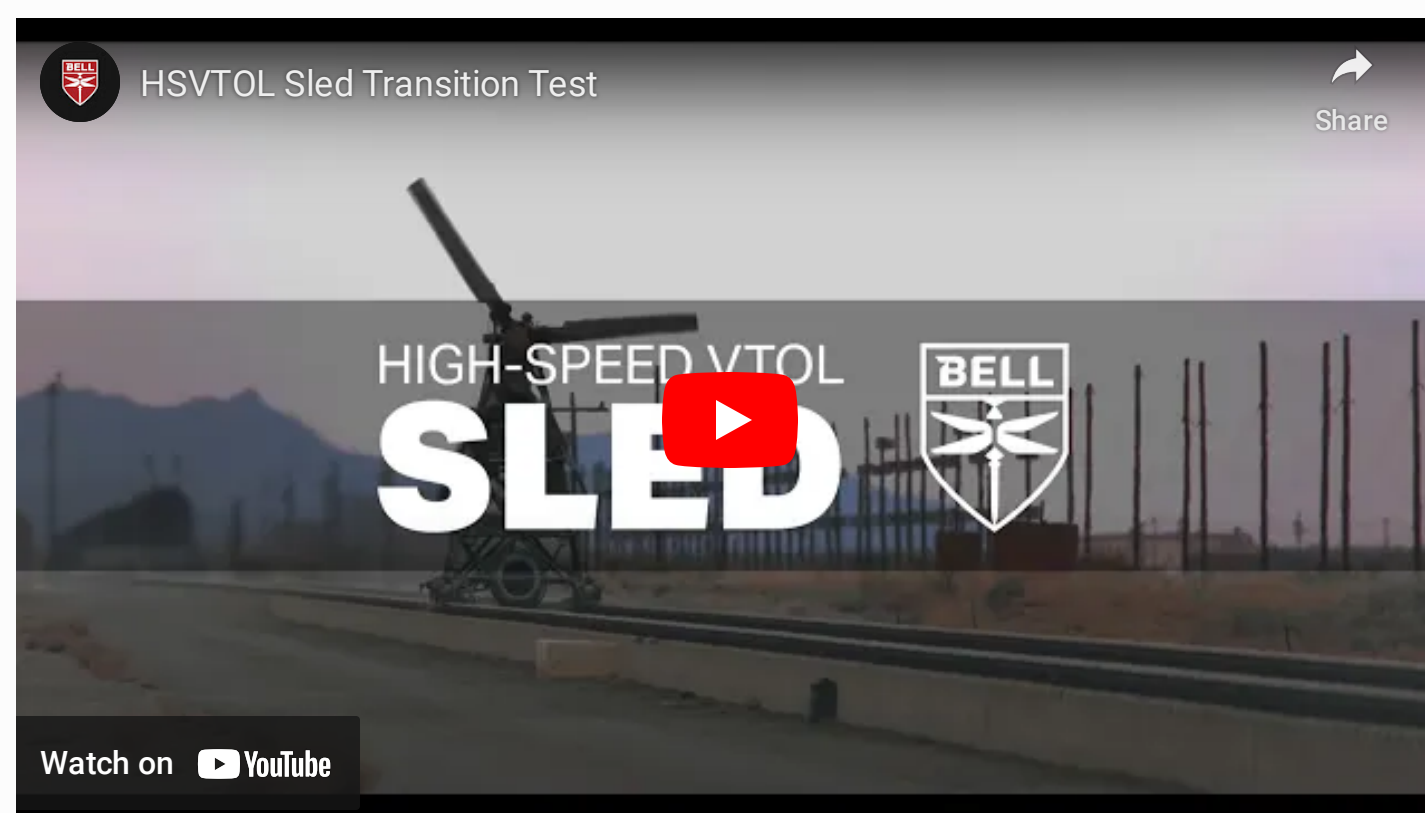 BELL
HSVTOL Sled Transition Test
Share
HIGH-SPEED VTOL
SLED
BELL
Watch on YouTube